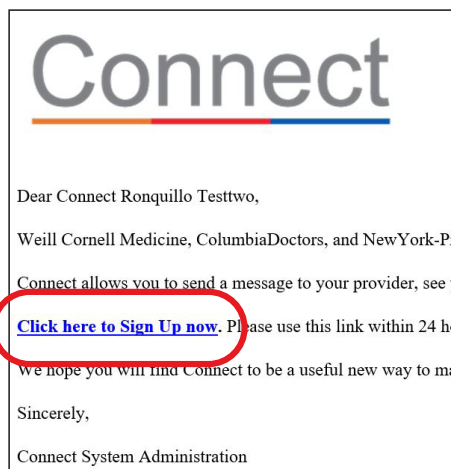 Connect
Dear Connect Ronquillo Testtwo,
Weill Cornell Medicine, ColumbiaDoctors, and NewYork-P
Connect allows you to send a message to your provider, see
Click here to Sign Up now. Please use this link within 24 h
We hope you will find Connect to be a useful new way to ma
Sincerely,
Connect System Administration